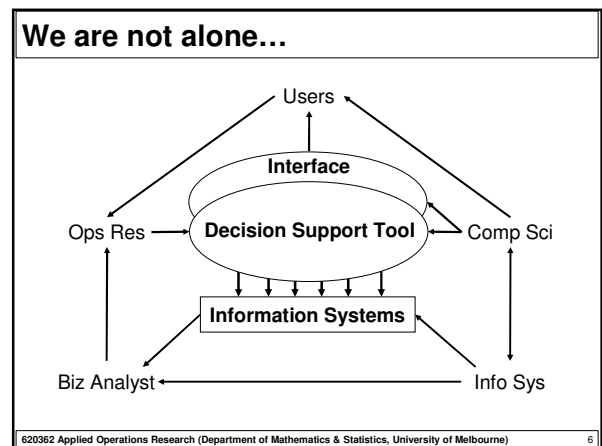 We are not alone…
Users
Interface
Ops Res
Decision Support Tool
Comp Sci
Information Systems
Biz Analyst
Info Sys
620362 Applied Operations Research (Department of Mathematics & Statistics, University of Melbourne)
6